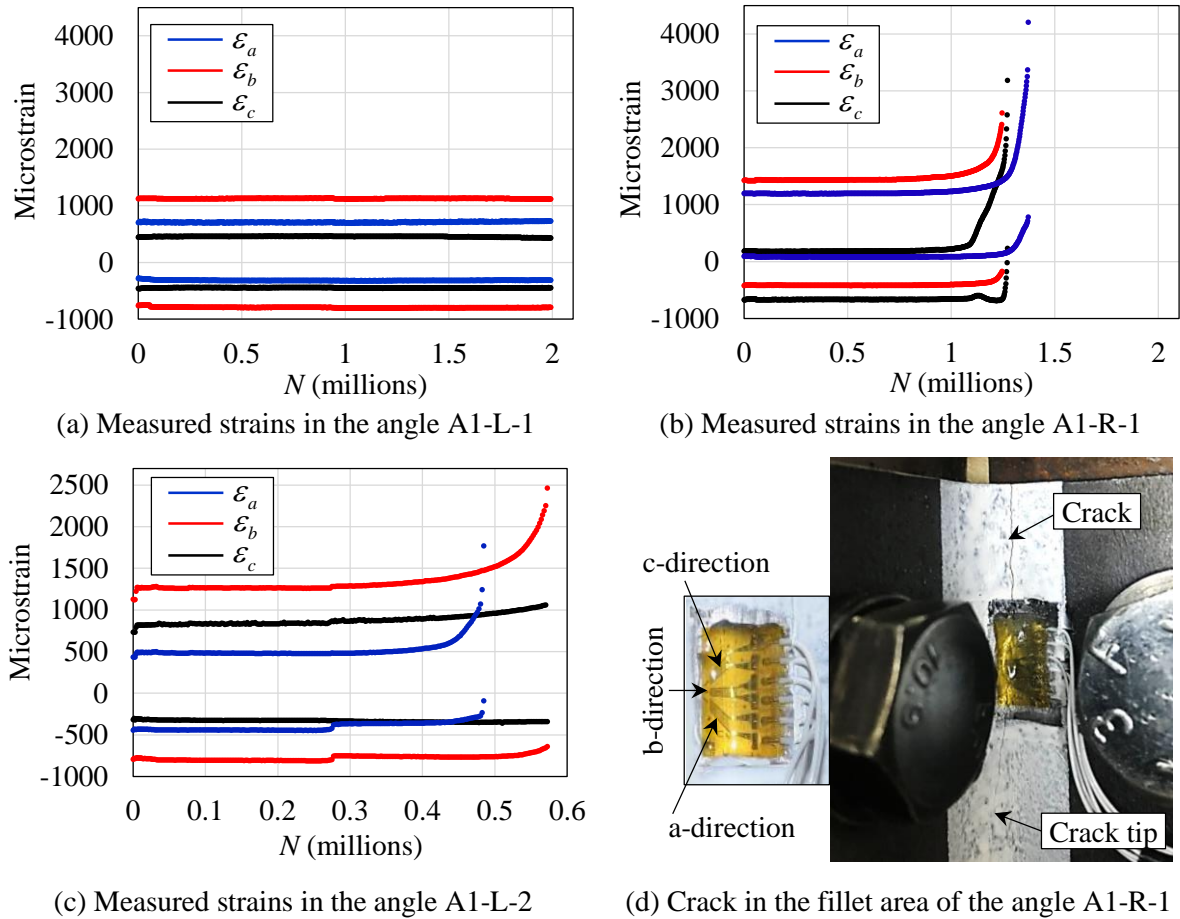 4000
3000
2000
1000
0
-1000
Microstrain
εa
εb
εc
0 0.5 1 1.5 2
N (millions)
(a) Measured strains in the angle A1-L-1
4000
3000
2000
1000
0
-1000
Microstrain
εa
εb
εc
0 0.5 1 1.5 2
N (millions)
(b) Measured strains in the angle A1-R-1
2500
2000
1500
1000
500
0
-500
-1000
Microstrain
εa
εb
εc
0 0.1 0.2 0.3 0.4 0.5 0.6
N (millions)
(c) Measured strains in the angle A1-L-2
c-direction
b-direction
a-direction
Crack
10.9
Crack tip
(d) Crack in the fillet area of the angle A1-R-1